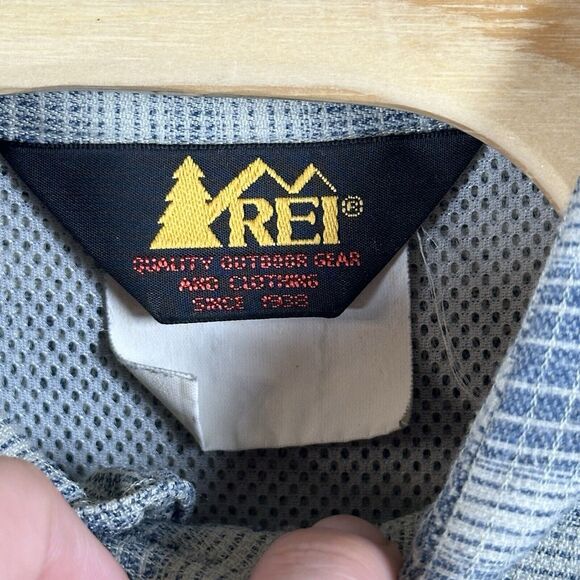 REI®
QUALITY OUTDOOR GEAR
AND CLOTHING
SINCE 1938